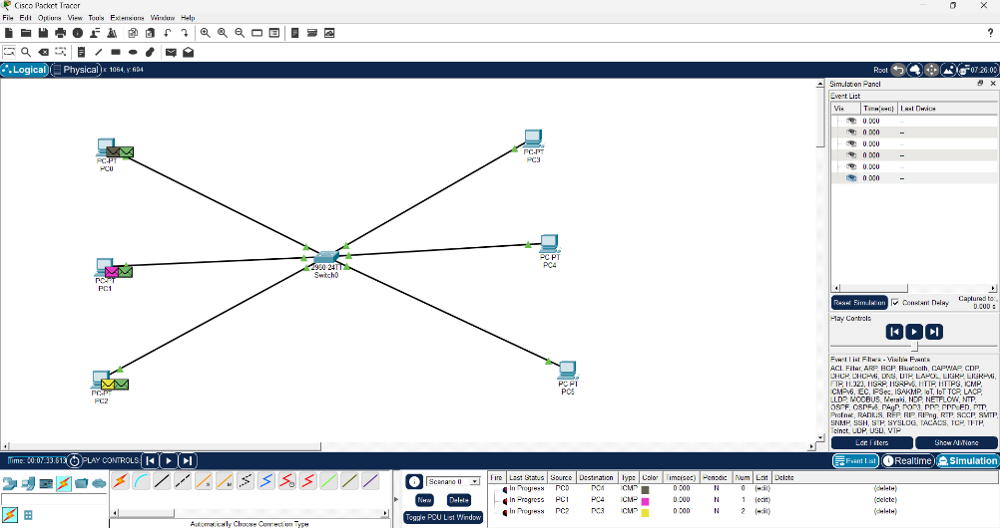 Cisco Packet Tracer
File Edit Options View Tools Extensions Window Help
?
Logical Physical x: 1064, y: 694 Root 07:26:00
Simulation Panel
Event List
Vis. Time(sec) Last Device
0.000 --
0.000 --
0.000 --
0.000 --
0.000 --
0.000 --
PC-PT
PC0
PC-PT
PC3
PC-PT
PC4
PC-PT
PC1
2960-24TT
Switch0
PC-PT
PC2
PC-PT
PC5
Reset Simulation Constant Delay Captured to:
0.000 s
Play Controls
Event List Filters - Visible Events
ACL Filter, ARP, BGP, Bluetooth, CAPWAP, CDP,
DHCP, DHCPv6, DNS, DTP, EAPOL, EIGRP, EIGRPv6,
FTP, H.323, HSRP, HSRPv6, HTTP, HTTPS, ICMP,
ICMPv6, IEC, IPSec, ISAKMP, IoT, IoT TCP, LACP,
LLDP, MODBUS, Meraki, NDP, NETFLOW, NTP,
OSPF, OSPFv6, PAgP, POP3, PPP, PPPoED, PTP,
Profinet, RADIUS, REP, RIP, RIPng, RTP, SCCP, SMTP,
SNMP, SSH, STP, SYSLOG, TACACS, TCP, TFTP,
Telnet, UDP, USB, VTP
Edit Filters Show All/None
Time: 00:07:33.613 PLAY CONTROLS: Event List Realtime Simulation
Scenario 0
New Delete
Toggle PDU List Window
Automatically Choose Connection Type
Fire Last Status Source Destination Type Color Time(sec) Periodic Num Edit Delete
In Progress PC0 PC4 ICMP 0.000 N 0 (edit) (delete)
In Progress PC1 PC4 ICMP 0.000 N 1 (edit) (delete)
In Progress PC2 PC3 ICMP 0.000 N 2 (edit) (delete)